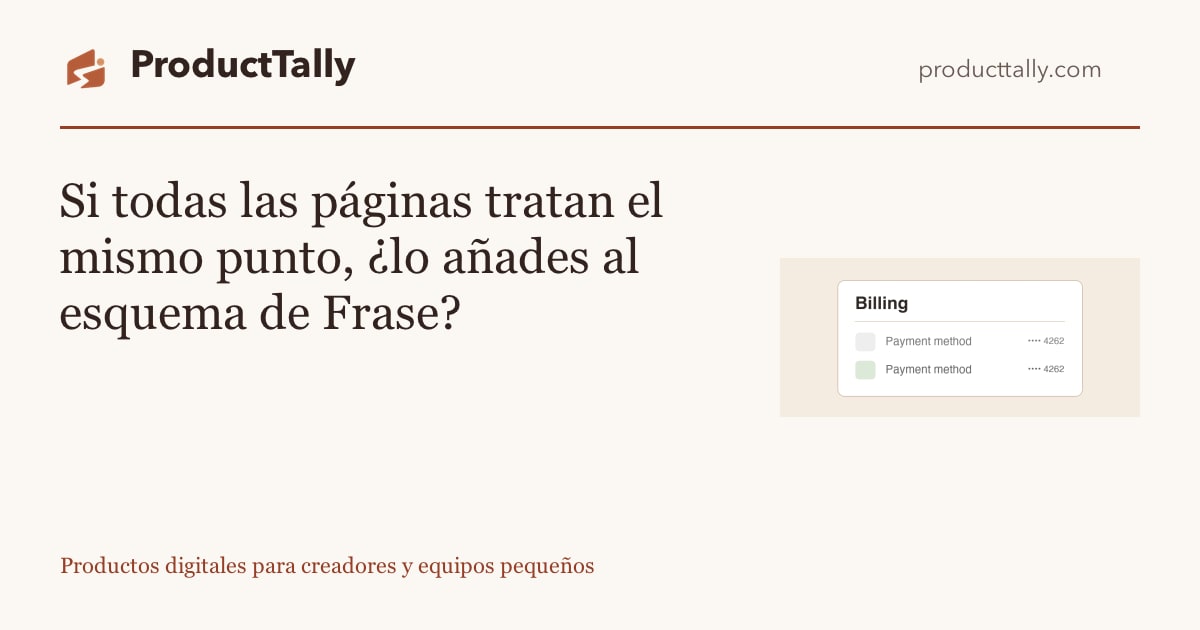 ProductTally
producttally.com
Si todas las páginas tratan el
mismo punto, ¿lo añades al
esquema de Frase?
Billing
Payment method •••• 4262
Payment method •••• 4262
Productos digitales para creadores y equipos pequeños